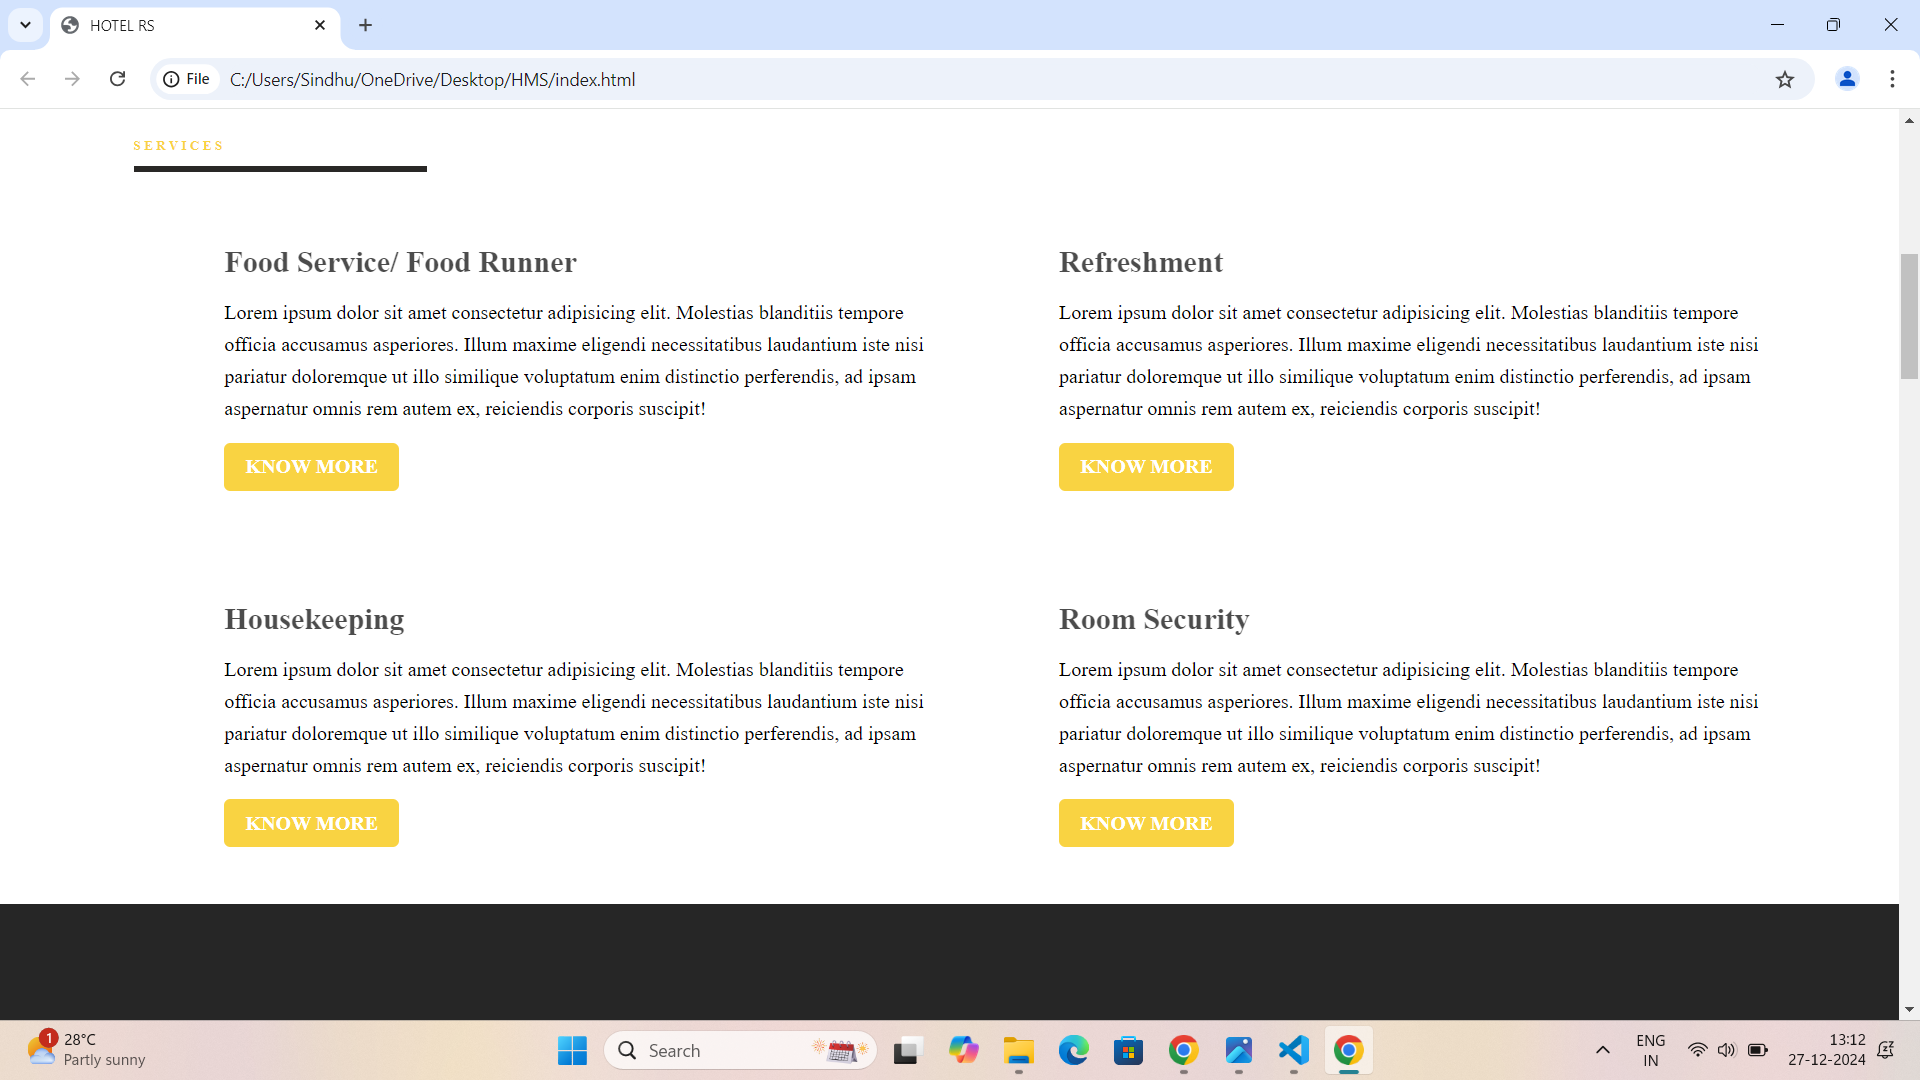 HOTEL RS
File
C:/Users/Sindhu/OneDrive/Desktop/HMS/index.html
SERVICES
Food Service/ Food Runner
Lorem ipsum dolor sit amet consectetur adipisicing elit. Molestias blanditiis tempore
officia accusamus asperiores. Illum maxime eligendi necessitatibus laudantium iste nisi
pariatur doloremque ut illo similique voluptatum enim distinctio perferendis, ad ipsam
aspernatur omnis rem autem ex, reiciendis corporis suscipit!
KNOW MORE
Refreshment
Lorem ipsum dolor sit amet consectetur adipisicing elit. Molestias blanditiis tempore
officia accusamus asperiores. Illum maxime eligendi necessitatibus laudantium iste nisi
pariatur doloremque ut illo similique voluptatum enim distinctio perferendis, ad ipsam
aspernatur omnis rem autem ex, reiciendis corporis suscipit!
KNOW MORE
Housekeeping
Lorem ipsum dolor sit amet consectetur adipisicing elit. Molestias blanditiis tempore
officia accusamus asperiores. Illum maxime eligendi necessitatibus laudantium iste nisi
pariatur doloremque ut illo similique voluptatum enim distinctio perferendis, ad ipsam
aspernatur omnis rem autem ex, reiciendis corporis suscipit!
KNOW MORE
Room Security
Lorem ipsum dolor sit amet consectetur adipisicing elit. Molestias blanditiis tempore
officia accusamus asperiores. Illum maxime eligendi necessitatibus laudantium iste nisi
pariatur doloremque ut illo similique voluptatum enim distinctio perferendis, ad ipsam
aspernatur omnis rem autem ex, reiciendis corporis suscipit!
KNOW MORE
1
28°C
Partly sunny
Search
ENG
IN
13:12
27-12-2024